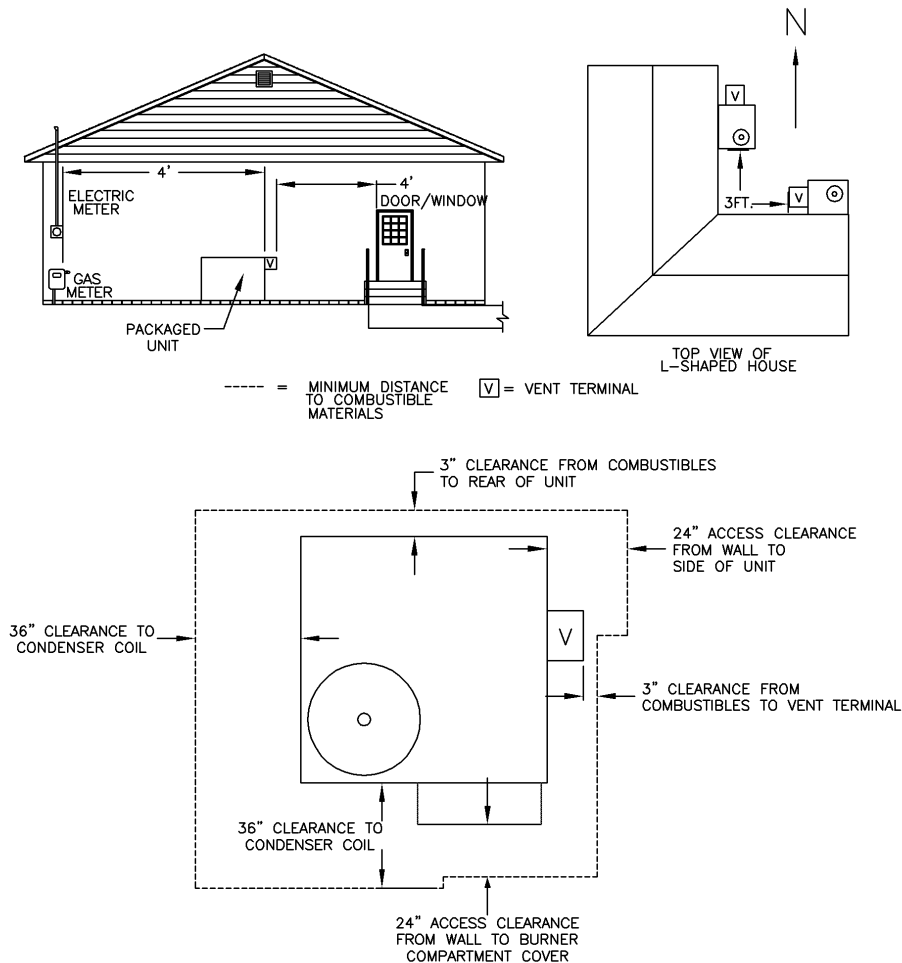 N
4'
ELECTRIC
METER
4'
DOOR/WINDOW
V
GAS
METER
PACKAGED
UNIT
V
3FT.
V
TOP VIEW OF
L-SHAPED HOUSE
---- = MINIMUM DISTANCE
TO COMBUSTIBLE
MATERIALS
V = VENT TERMINAL
3" CLEARANCE FROM COMBUSTIBLES
TO REAR OF UNIT
24" ACCESS CLEARANCE
FROM WALL TO
SIDE OF UNIT
36" CLEARANCE TO
CONDENSER COIL
V
3" CLEARANCE FROM
COMBUSTIBLES TO VENT TERMINAL
36" CLEARANCE TO
CONDENSER COIL
24" ACCESS CLEARANCE
FROM WALL TO BURNER
COMPARTMENT COVER